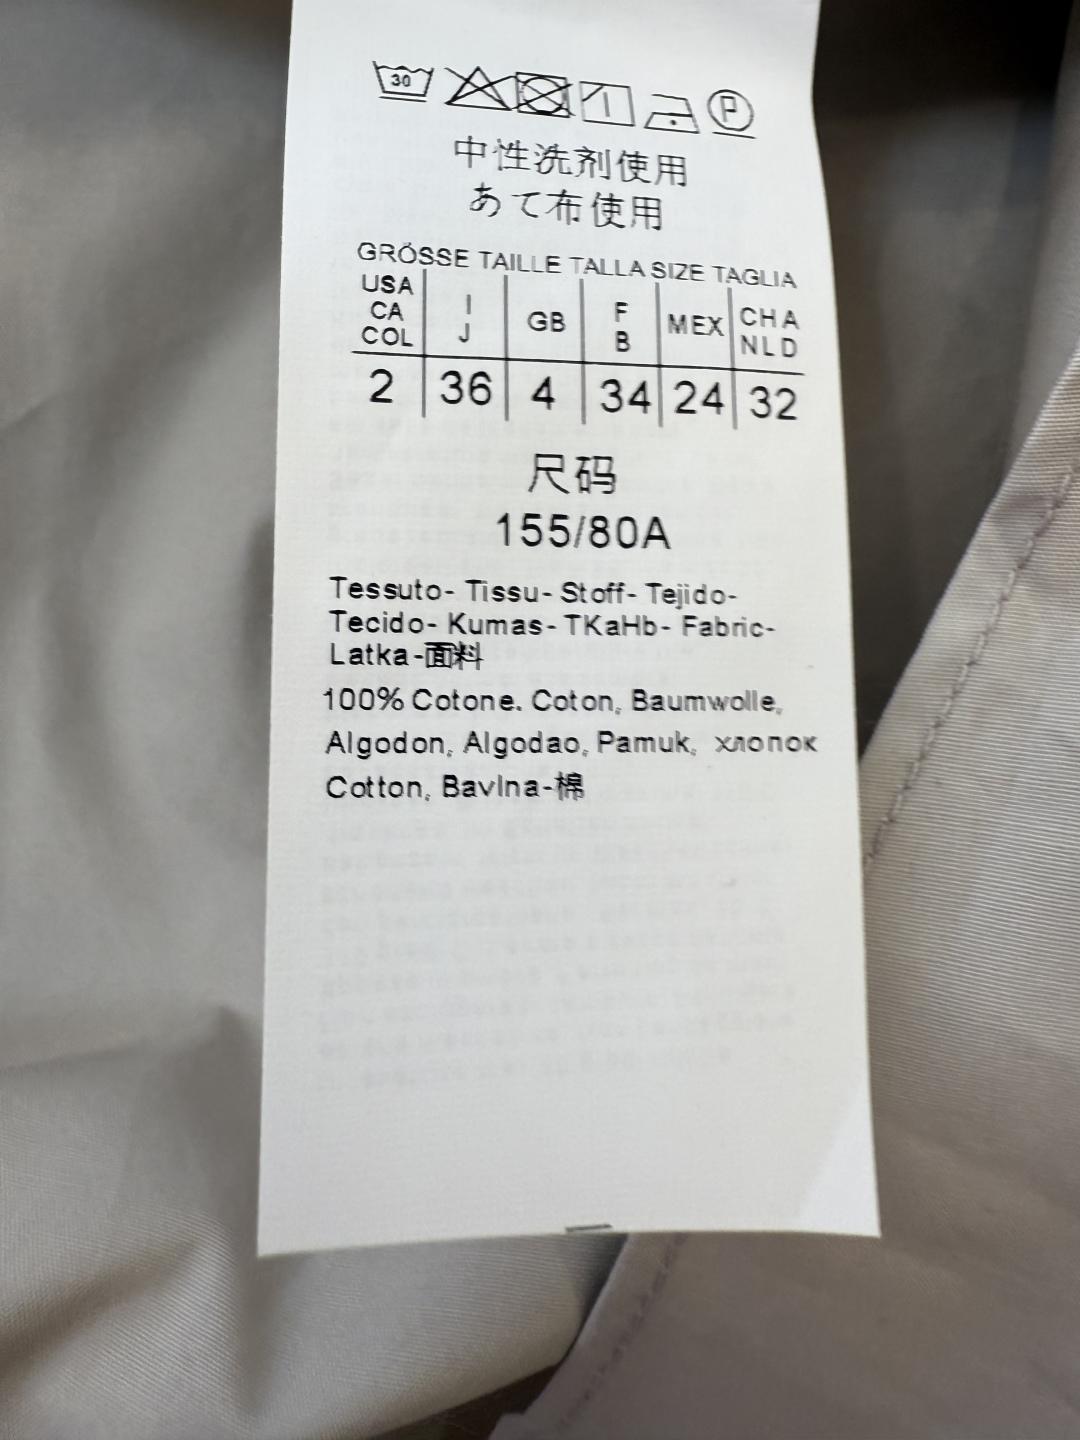 30
P
中性洗剂使用
あて布使用
GRÖSSE TAILLE TALLA SIZE TAGLIA
USA CA COL I J GB F B MEX CHA NLD
2 36 4 34 24 32
尺码
155/80A
Tessuto- Tissu- Stoff- Tejido-
Tecido- Kumas- TKaHb- Fabric-
Latka-面料
100% Cotone. Coton, Baumwolle,
Algodon, Algodao, Pamuk, хлопок
Cotton, Bavlna-棉